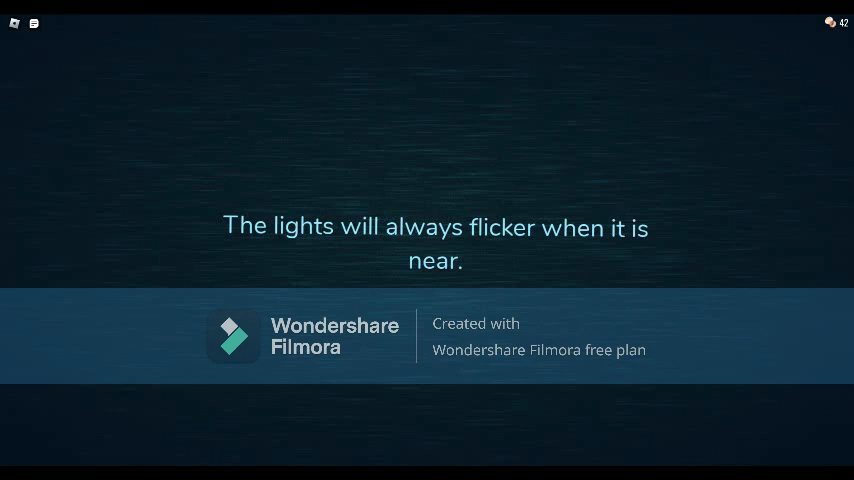 42
The lights will always flicker when it is
near.
Wondershare
Filmora
Created with
Wondershare Filmora free plan